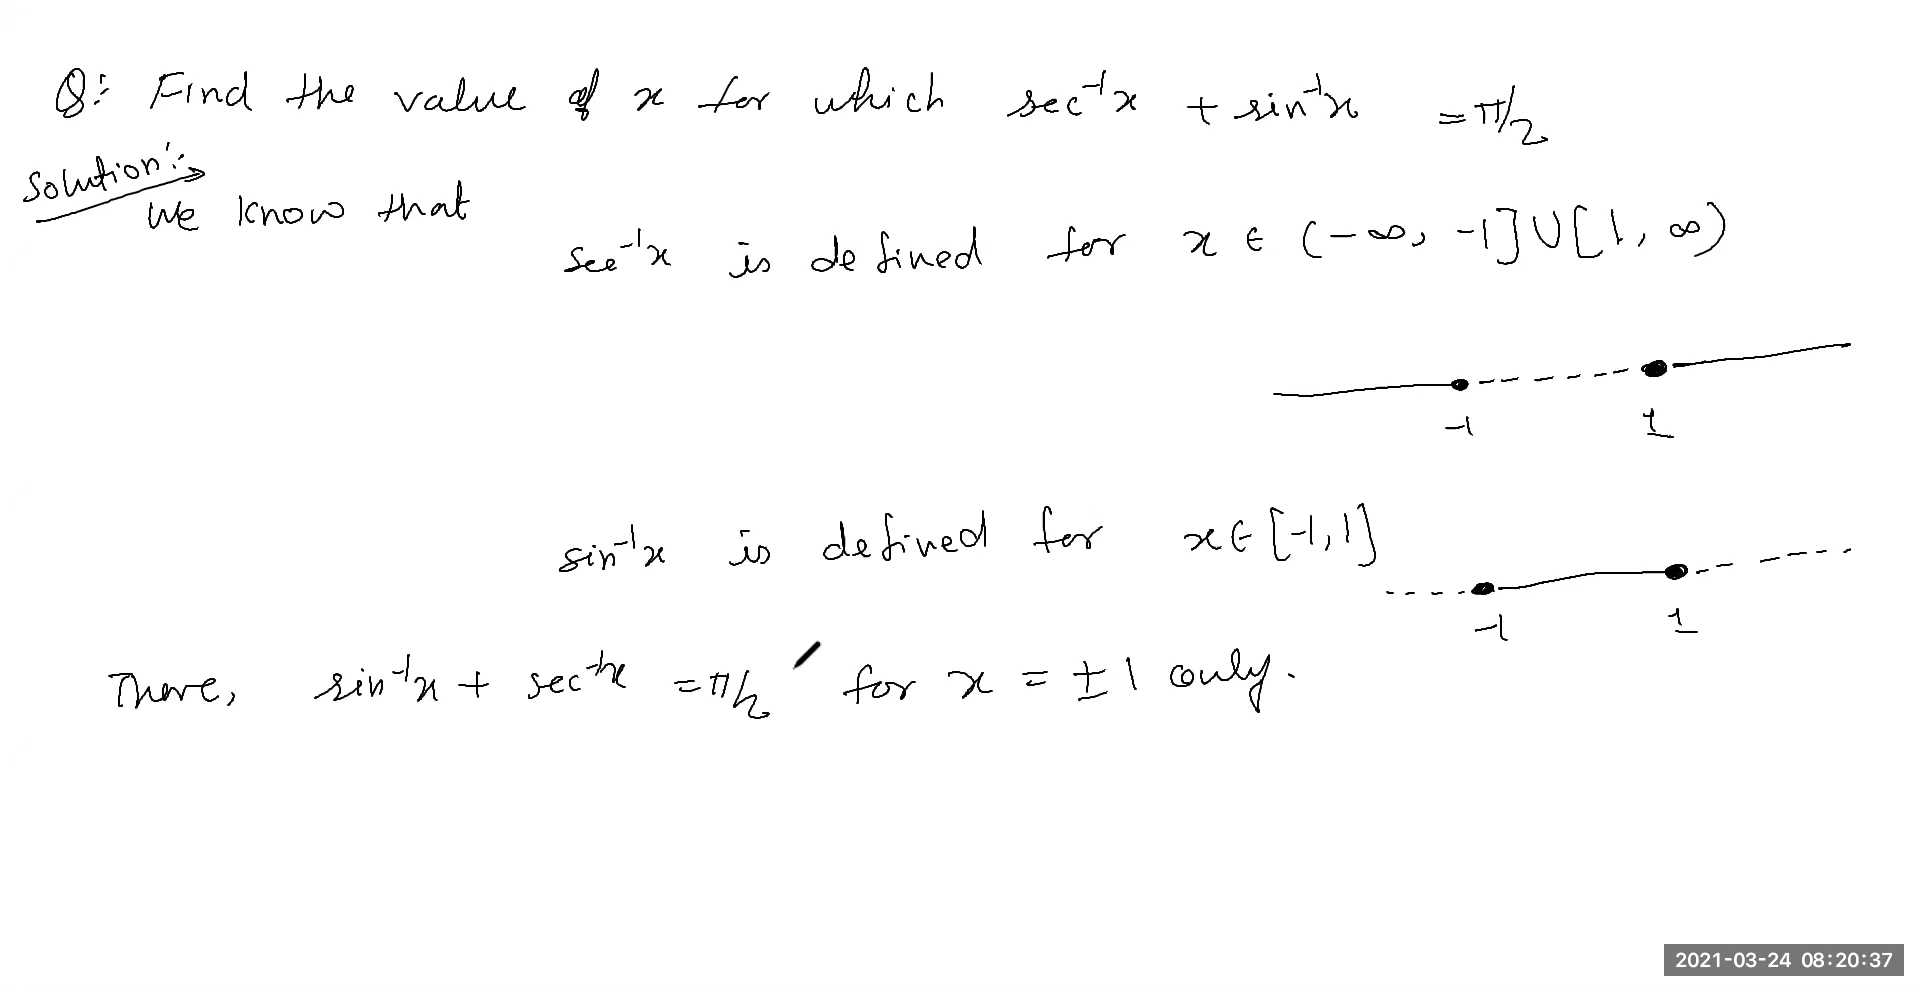 Q:- Find the value of x for which sec⁻¹x + sin⁻¹x = π/2
Solution:-
We know that
sec⁻¹x is defined for x ∈ (-∞, -1] ∪ [1, ∞)
-1 1
sin⁻¹x is defined for x ∈ [-1, 1]
-1 1
There, sin⁻¹x + sec⁻¹x = π/2 for x = ±1 only.
2021-03-24 08:20:37